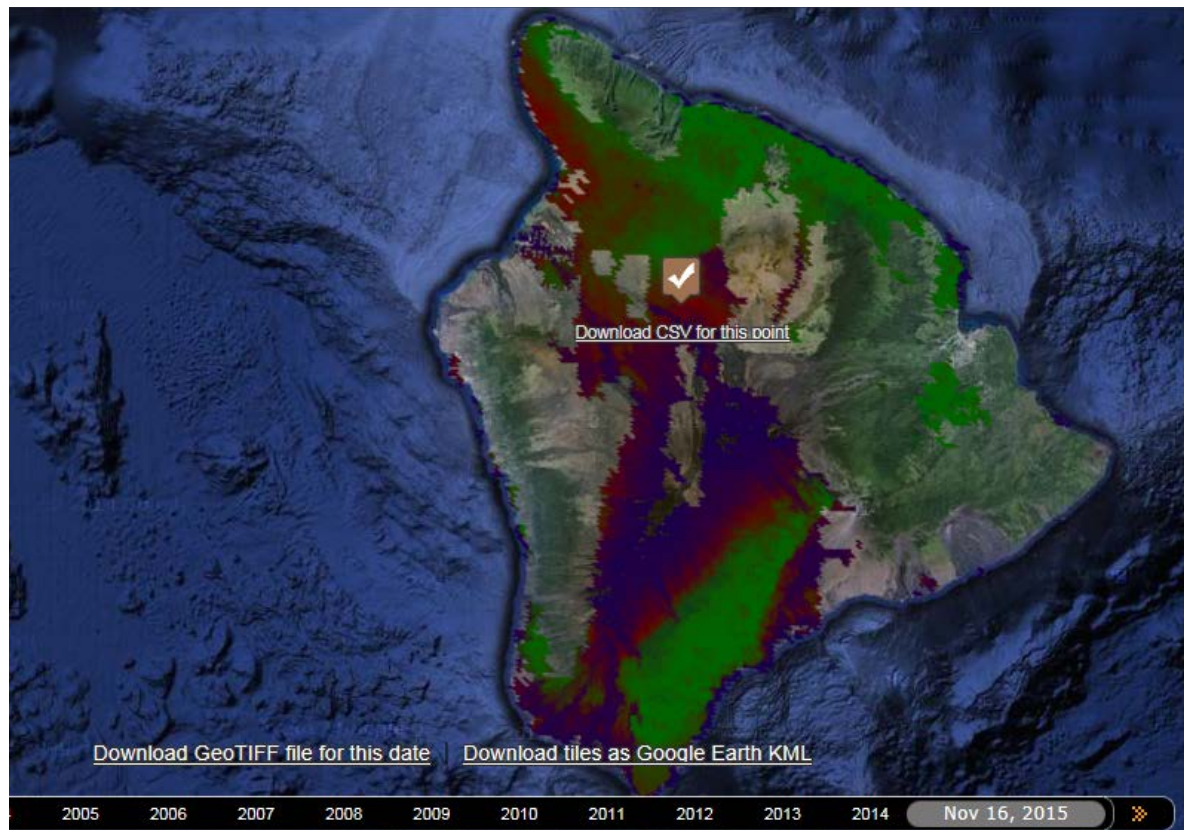 Download CSV for this point
Download GeoTIFF file for this date | Download tiles as Google Earth KML
2005 2006 2007 2008 2009 2010 2011 2012 2013 2014 Nov 16, 2015